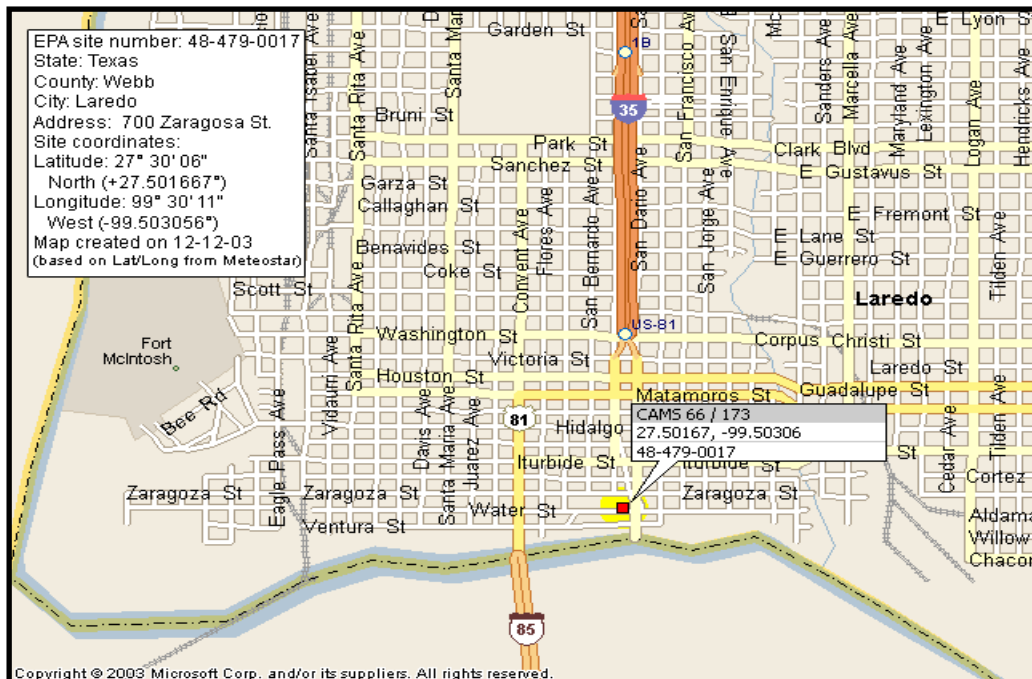 EPA site number: 48-479-0017
State: Texas
County: Webb
City: Laredo
Address: 700 Zaragosa St.
Site coordinates:
Latitude: 27° 30' 06"
North (+27.501667°)
Longitude: 99° 30' 11"
West (-99.503056°)
Map created on 12-12-03
(based on Lat/Long from Meteostar)
Garden St
1B
E Lyon St
Santa Isabel Ave
Santa Rita Ave
Santa Mar
San Francisco Ave
San Enrique Ave
Sanders Ave
Marcella Ave
Maryland Ave
Lexington Ave
Logan Ave
Hendricks Av
35
Bruni St
Park St
Clark Blvd
Sanchez St
E Gustavus St
Garza St
Callaghan St
E Fremont St
Convent Ave
Flores Ave
San Bernardo Ave
San Dario Ave
San Jorge Ave
Benavides St
E Lane St
Coke St
E Guerrero St
Tilden Ave
Scott St
Santa Rita Ave
Laredo
Washington St
US-81
Corpus Christi St
Fort
McIntosh
Victoria St
Laredo St
Houston St
Guadalupe St
Matamoros St
Bee Rd
Vidaurri Ave
Davis Ave
Santa Maria Ave
Juarez Ave
81
CAMS 66 / 173
27.50167, -99.50306
48-479-0017
Hidalgo
St
Iturbide St
Iturbide St
Cedar Ave
Tilden Ave
Cortez
Zaragoza St
Eagle Pass Ave
Zaragoza St
Zaragoza St
Water St
Ventura St
Aldama
Willow
Chacon
85
Copyright © 2003 Microsoft Corp. and/or its suppliers. All rights reserved.